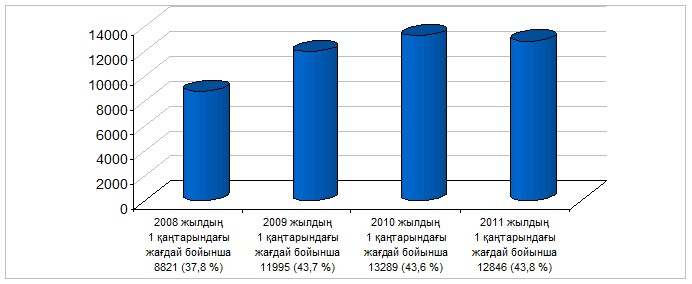 14000
12000
10000
8000
6000
4000
2000
0
2008 жылдың
1 қаңтарындағы
жағдай бойынша
8821 (37,8 %)
2009 жылдың
1 қаңтарындағы
жағдай бойынша
11995 (43,7 %)
2010 жылдың
1 қаңтарындағы
жағдай бойынша
13289 (43,6 %)
2011 жылдың
1 қаңтарындағы
жағдай бойынша
12846 (43,8 %)